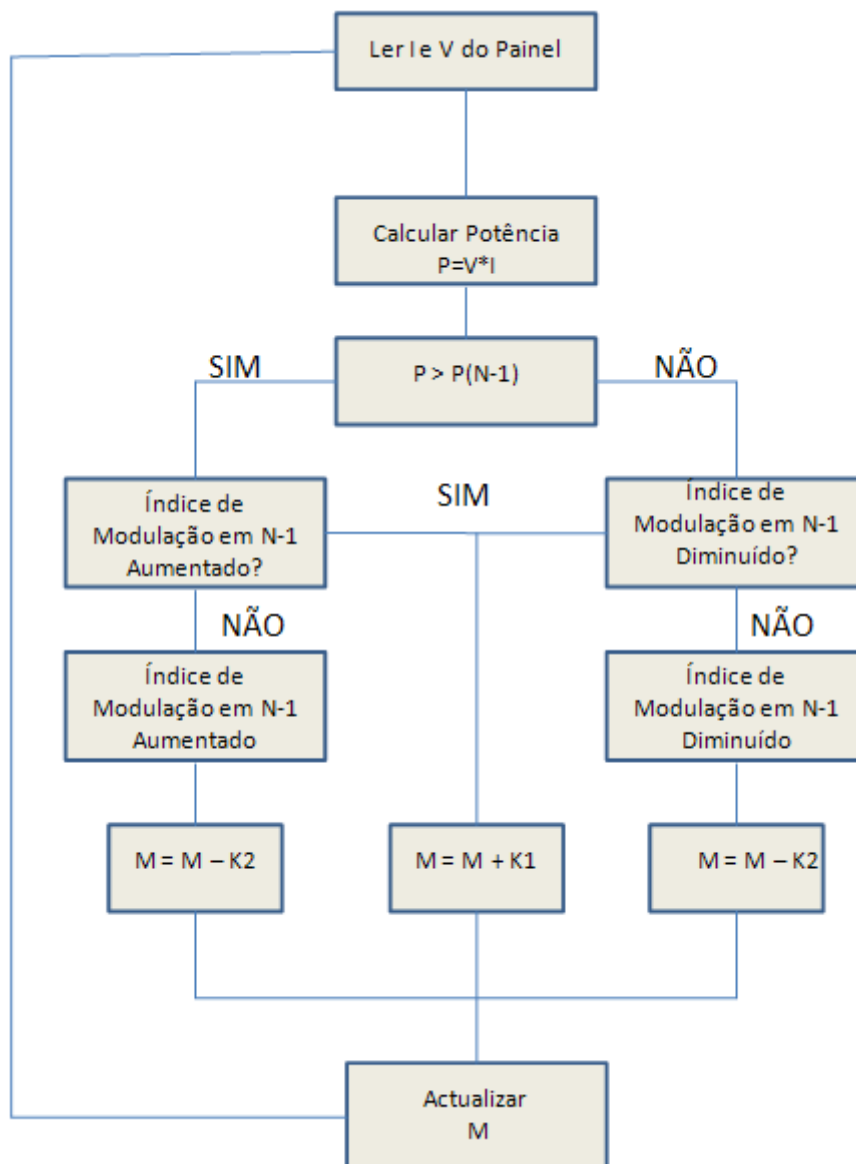 Ler I e V do Painel
Calcular Potência
P=V*I
SIM
P > P(N-1)
NÃO
Índice de
Modulação em N-1
Aumentado?
SIM
Índice de
Modulação em N-1
Diminuído?
NÃO
NÃO
Índice de
Modulação em N-1
Aumentado
Índice de
Modulação em N-1
Diminuído
M = M – K2
M = M + K1
M = M – K2
Actualizar
M